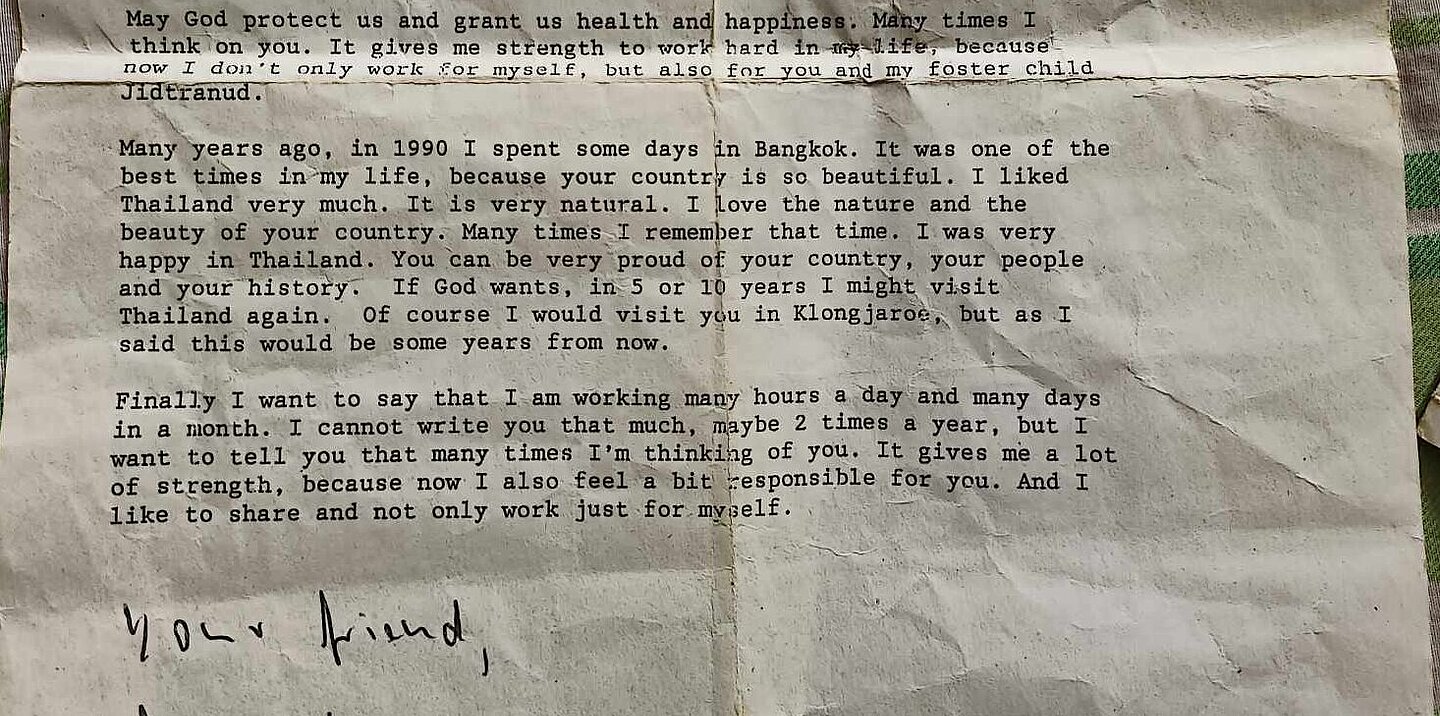 May God protect us and grant us health and happiness. Many times I
think on you. It gives me strength to work hard in my life, because
now I don't only work for myself, but also for you and my foster child
Jidtranud.
Many years ago, in 1990 I spent some days in Bangkok. It was one of the
best times in my life, because your country is so beautiful. I liked
Thailand very much. It is very natural. I love the nature and the
beauty of your country. Many times I remember that time. I was very
happy in Thailand. You can be very proud of your country, your people
and your history. If God wants, in 5 or 10 years I might visit
Thailand again. Of course I would visit you in Klongjaroe, but as I
said this would be some years from now.
Finally I want to say that I am working many hours a day and many days
in a month. I cannot write you that much, maybe 2 times a year, but I
want to tell you that many times I'm thinking of you. It gives me a lot
of strength, because now I also feel a bit responsible for you. And I
like to share and not only work just for myself.
Your friend,